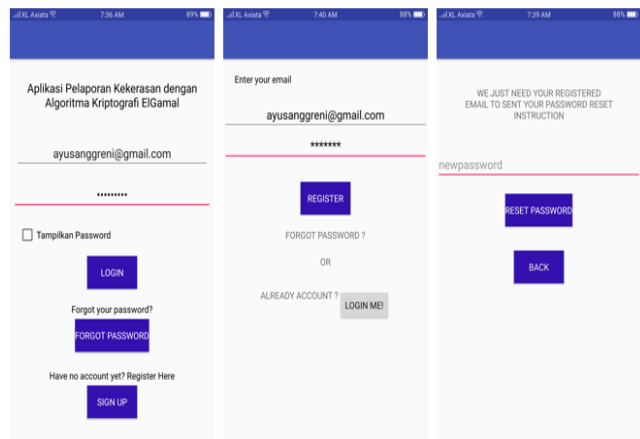 XL Axiata 7:36 AM 89%
Aplikasi Pelaporan Kekerasan dengan
Algoritma Kriptografi ElGamal
ayusanggreni@gmail.com
•••••••••
Tampilkan Password
LOGIN
Forgot your password?
FORGOT PASSWORD
Have no account yet? Register Here
SIGN UP
XL Axiata 7:40 AM 88%
Enter your email
ayusanggreni@gmail.com
*******
REGISTER
FORGOT PASSWORD ?
OR
ALREADY ACCOUNT ? LOGIN ME!
XL Axiata 7:39 AM 88%
WE JUST NEED YOUR REGISTERED
EMAIL TO SENT YOUR PASSWORD RESET
INSTRUCTION
newpassword
RESET PASSWORD
BACK